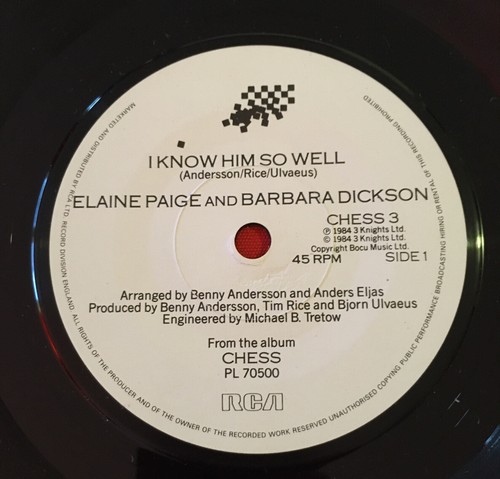 I KNOW HIM SO WELL
(Andersson/Rice/Ulvaeus)
ELAINE PAIGE AND BARBARA DICKSON
CHESS 3
Ⓟ 1984 3 Knights Ltd.
© 1984 3 Knights Ltd.
Copyright Bocu Music Ltd.
45 RPM
SIDE 1
Arranged by Benny Andersson and Anders Eljas
Produced by Benny Andersson, Tim Rice and Bjorn Ulvaeus
Engineered by Michael B. Tretow
From the album
CHESS
PL 70500
RCA
MARKETED AND DISTRIBUTED BY RCA LTD. RECORD DIVISION ENGLAND. ALL RIGHTS OF THE PRODUCER AND OF THE OWNER OF THE RECORDED WORK RESERVED UNAUTHORISED COPYING PUBLIC PERFORMANCE BROADCASTING HIRING OR RENTAL OF THIS RECORDING PROHIBITED